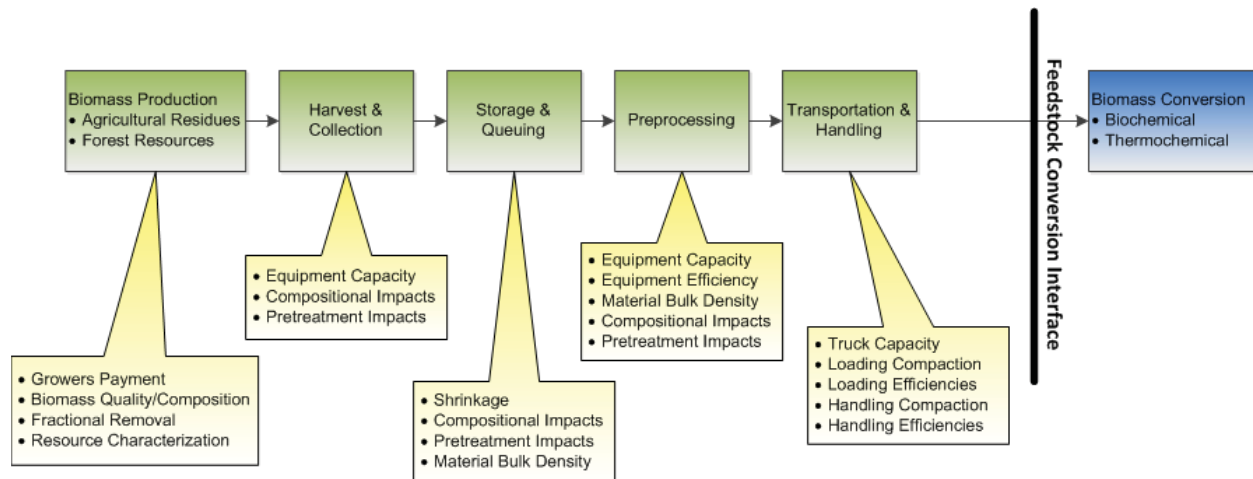 Biomass Production
• Agricultural Residues
• Forest Resources
Harvest &
Collection
Storage &
Queuing
Preprocessing
Transportation &
Handling
Feedstock Conversion Interface
Biomass Conversion
• Biochemical
• Thermochemical
• Growers Payment
• Biomass Quality/Composition
• Fractional Removal
• Resource Characterization
• Equipment Capacity
• Compositional Impacts
• Pretreatment Impacts
• Shrinkage
• Compositional Impacts
• Pretreatment Impacts
• Material Bulk Density
• Equipment Capacity
• Equipment Efficiency
• Material Bulk Density
• Compositional Impacts
• Pretreatment Impacts
• Truck Capacity
• Loading Compaction
• Loading Efficiencies
• Handling Compaction
• Handling Efficiencies